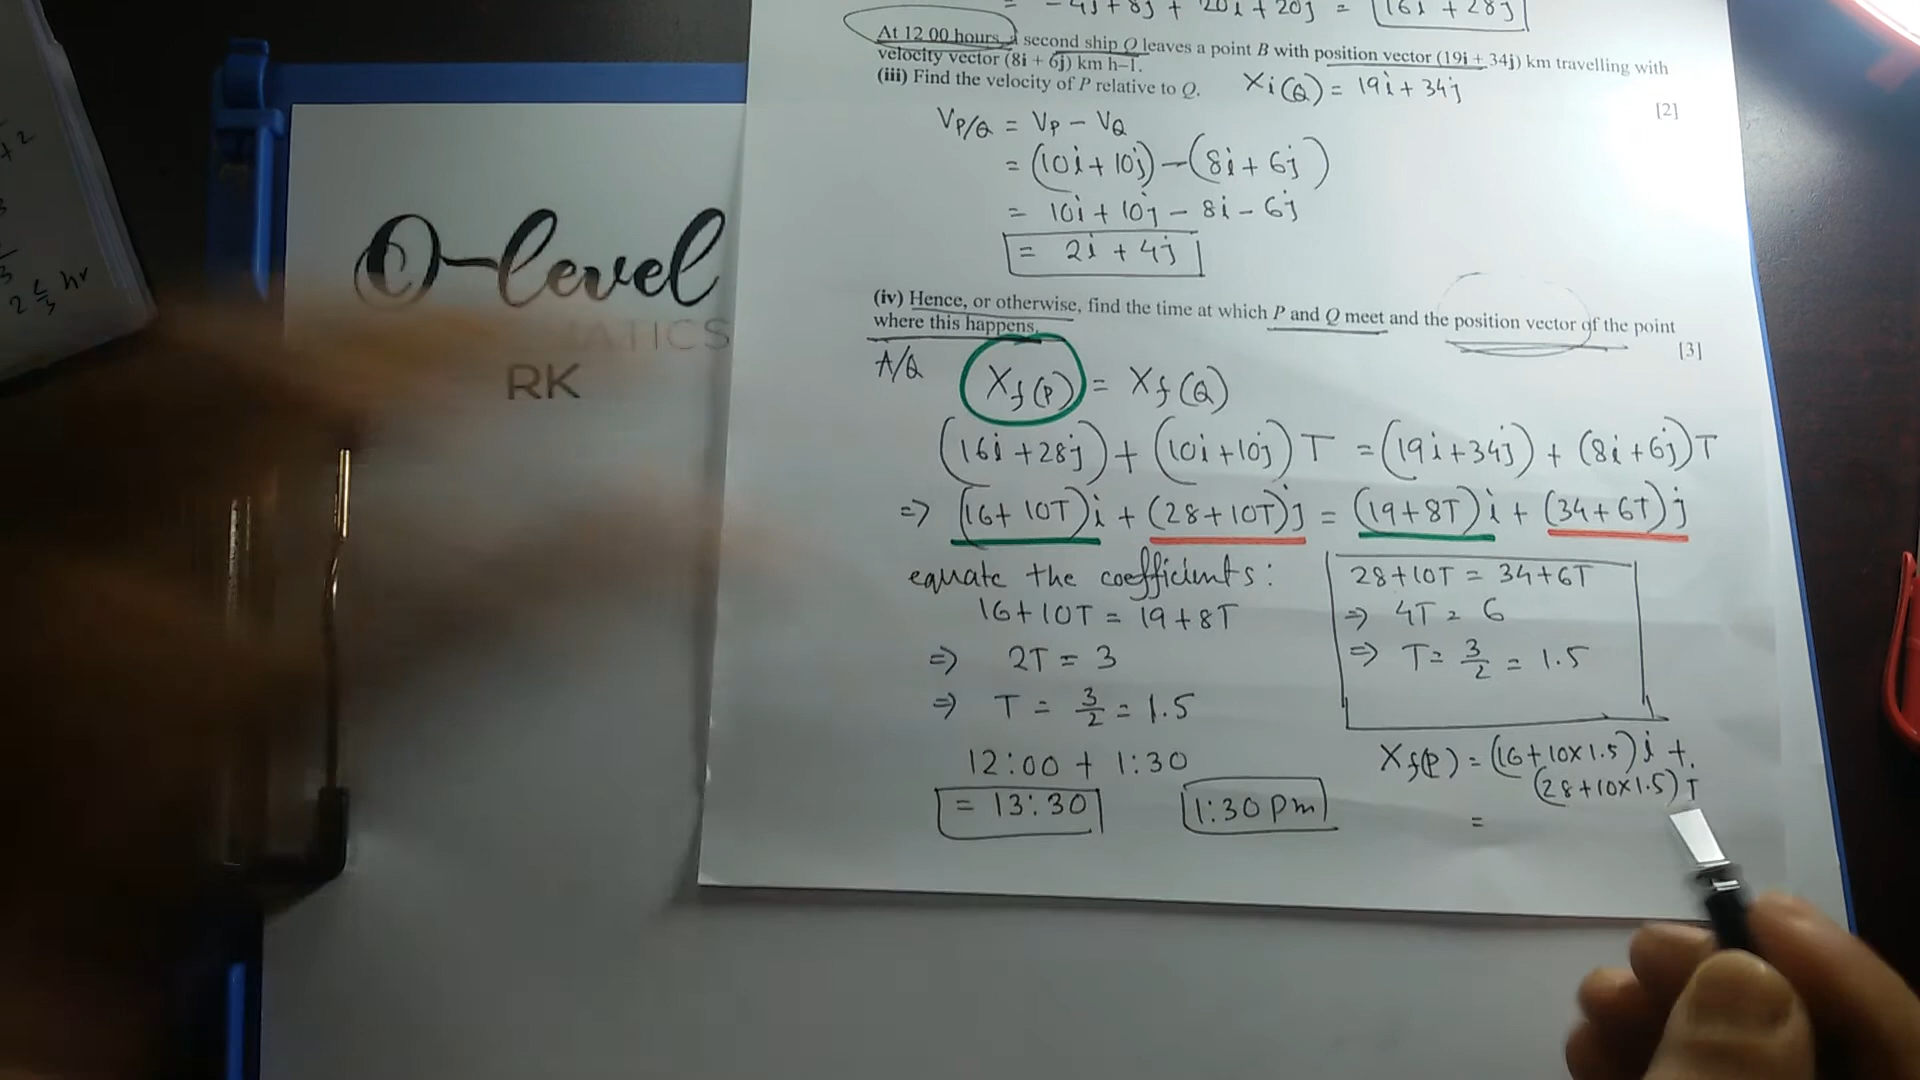 = -4j + 8j + 20i + 20j = 16i + 28j
At 12 00 hours, a second ship Q leaves a point B with position vector (19i + 34j) km travelling with
velocity vector (8i + 6j) km h–1.
(iii) Find the velocity of P relative to Q. Xi(Q) = 19i + 34j
[2]
VP/Q = VP - VQ
= (10i + 10j) - (8i + 6j)
= 10i + 10j - 8i - 6j
= 2i + 4j
(iv) Hence, or otherwise, find the time at which P and Q meet and the position vector of the point
where this happens.
[3]
A/Q Xf(P) = Xf(Q)
(16i + 28j) + (10i + 10j) T = (19i + 34j) + (8i + 6j) T
⇒ (16 + 10T)i + (28 + 10T)j = (19 + 8T)i + (34 + 6T)j
equate the coefficients:
16 + 10T = 19 + 8T
⇒ 2T = 3
⇒ T = 3/2 = 1.5
12:00 + 1:30
= 13:30 1:30 pm
28 + 10T = 34 + 6T
⇒ 4T = 6
⇒ T = 3/2 = 1.5
Xf(P) = (16 + 10 x 1.5) i +
(28 + 10 x 1.5) T
=
O-level
RK
2 2/3 hr